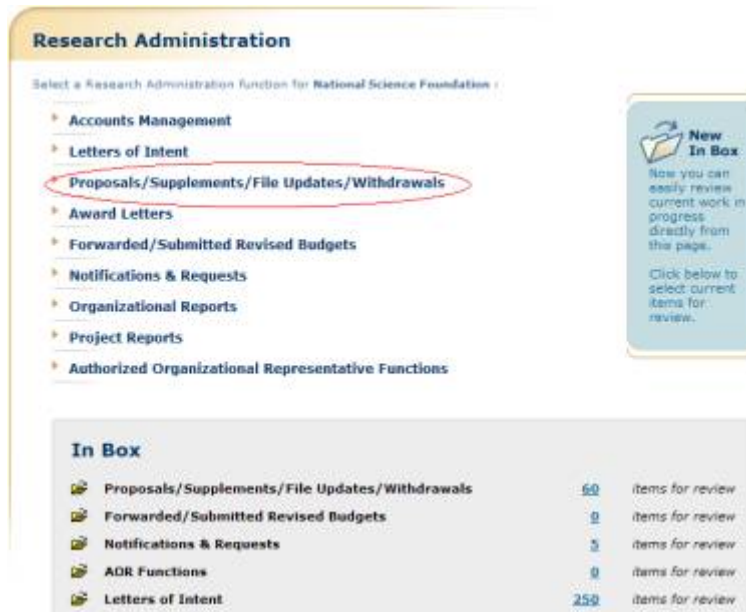 Research Administration
Select a Research Administration function for National Science Foundation :
Accounts Management
Letters of Intent
Proposals/Supplements/File Updates/Withdrawals
Award Letters
Forwarded/Submitted Revised Budgets
Notifications & Requests
Organizational Reports
Project Reports
Authorized Organizational Representative Functions
New
In Box
Now you can
easily review
current work in
progress
directly from
this page.
Click below to
select current
items for
review.
In Box
Proposals/Supplements/File Updates/Withdrawals 60 items for review
Forwarded/Submitted Revised Budgets 0 items for review
Notifications & Requests 5 items for review
AOR Functions 0 items for review
Letters of Intent 250 items for review